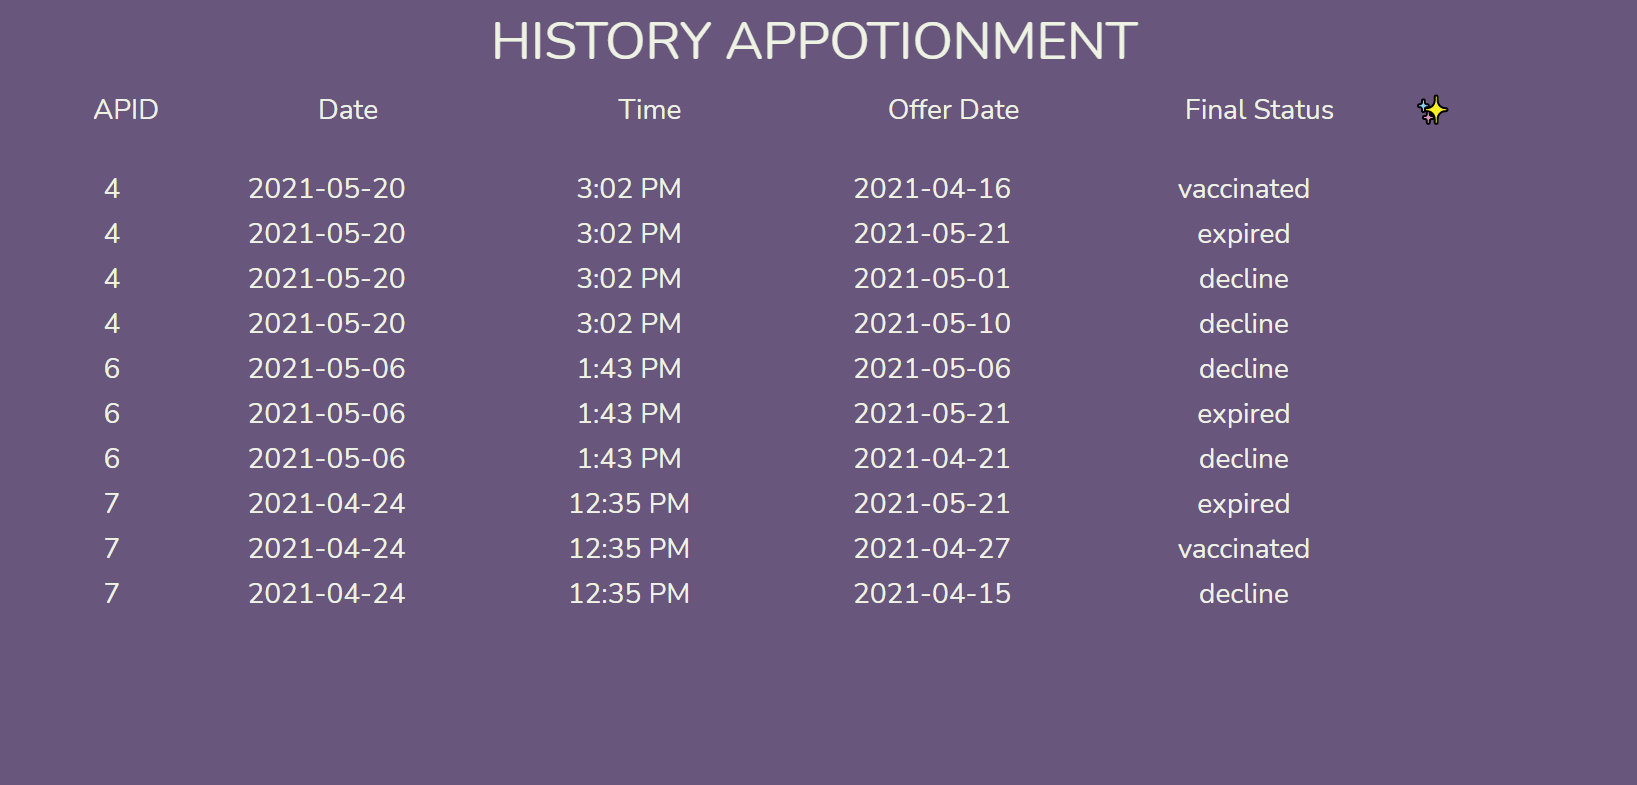 HISTORY APPOTIONMENT
APID Date Time Offer Date Final Status ✨
4 2021-05-20 3:02 PM 2021-04-16 vaccinated
4 2021-05-20 3:02 PM 2021-05-21 expired
4 2021-05-20 3:02 PM 2021-05-01 decline
4 2021-05-20 3:02 PM 2021-05-10 decline
6 2021-05-06 1:43 PM 2021-05-06 decline
6 2021-05-06 1:43 PM 2021-05-21 expired
6 2021-05-06 1:43 PM 2021-04-21 decline
7 2021-04-24 12:35 PM 2021-05-21 expired
7 2021-04-24 12:35 PM 2021-04-27 vaccinated
7 2021-04-24 12:35 PM 2021-04-15 decline